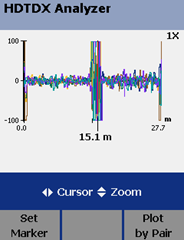 HDTDX Analyzer
100
1X
0
-100
0.0
27.7
m
15.1 m
Cursor Zoom
Set Marker
Plot by Pair